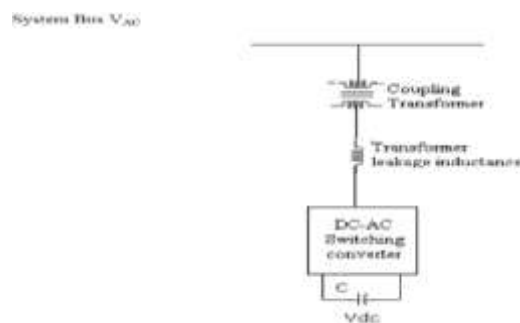 System Bus VAC
Coupling
Transformer
Transformer
leakage inductance
DC-AC
Switching
converter
C
Vdc